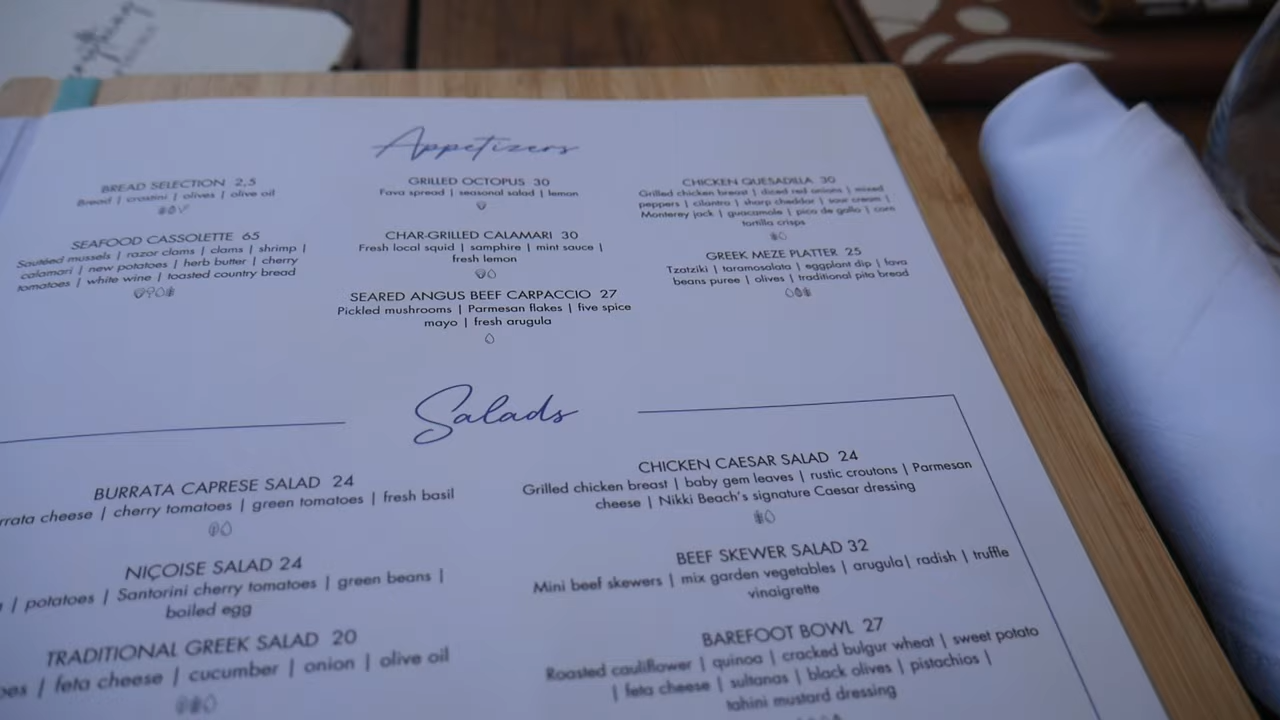 Appetizers
BREAD SELECTION 2,5
Bread | crostini | olives | olive oil
SEAFOOD CASSOLETTE 65
Sautéed mussels | razor clams | clams | shrimp |
calamari | new potatoes | herb butter | cherry
tomatoes | white wine | toasted country bread
GRILLED OCTOPUS 30
Fava spread | seasonal salad | lemon
CHAR-GRILLED CALAMARI 30
Fresh local squid | samphire | mint sauce |
fresh lemon
SEARED ANGUS BEEF CARPACCIO 27
Pickled mushrooms | Parmesan flakes | five spice
mayo | fresh arugula
CHICKEN QUESADILLA 30
Grilled chicken breast | diced red onions | mixed
peppers | cilantro | sharp cheddar | sour cream |
Monterey jack | guacamole | pico de gallo | corn
tortilla crisps
GREEK MEZE PLATTER 25
Tzatziki | taramosalata | eggplant dip | fava
beans puree | olives | traditional pita bread
Salads
BURRATA CAPRESE SALAD 24
rrata cheese | cherry tomatoes | green tomatoes | fresh basil
NIÇOISE SALAD 24
| potatoes | Santorini cherry tomatoes | green beans |
boiled egg
TRADITIONAL GREEK SALAD 20
oes | feta cheese | cucumber | onion | olive oil
CHICKEN CAESAR SALAD 24
Grilled chicken breast | baby gem leaves | rustic croutons | Parmesan
cheese | Nikki Beach's signature Caesar dressing
BEEF SKEWER SALAD 32
Mini beef skewers | mix garden vegetables | arugula| radish | truffle
vinaigrette
BAREFOOT BOWL 27
Roasted cauliflower | quinoa | cracked bulgur wheat | sweet potato
| feta cheese | sultanas | black olives | pistachios |
tahini mustard dressing